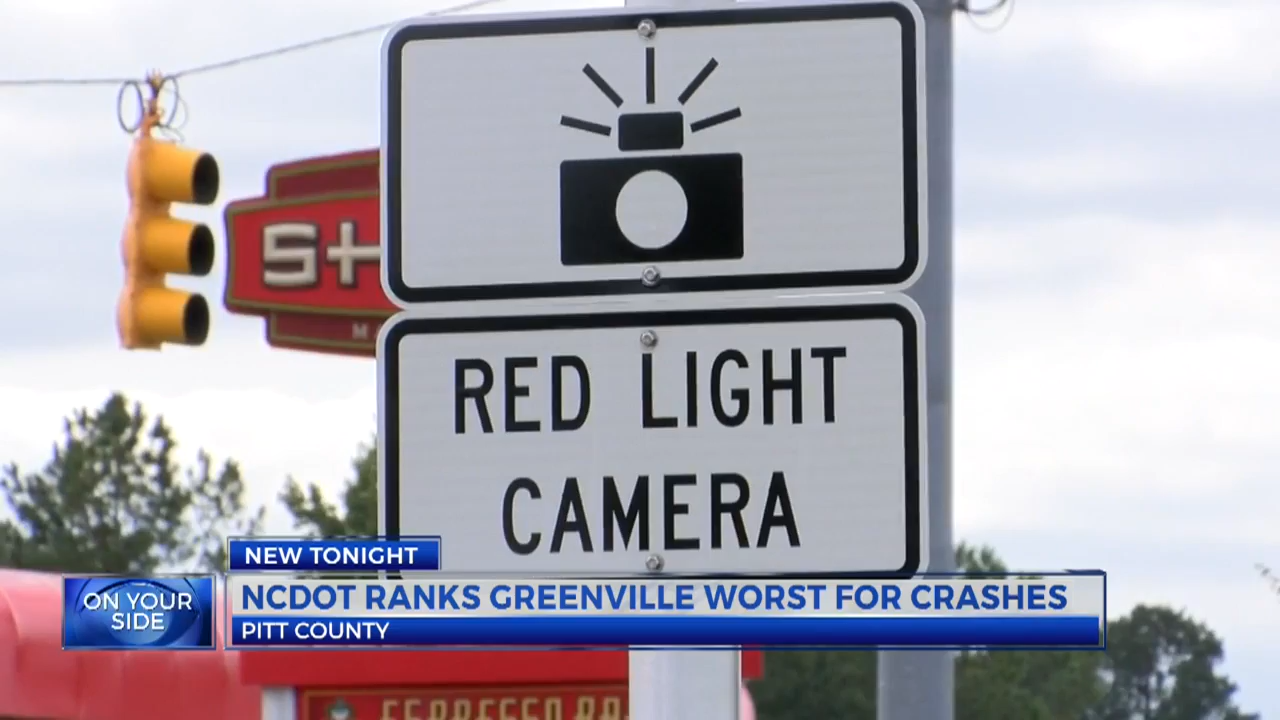 RED LIGHT
CAMERA
NEW TONIGHT
ON YOUR
SIDE
NCDOT RANKS GREENVILLE WORST FOR CRASHES
PITT COUNTY